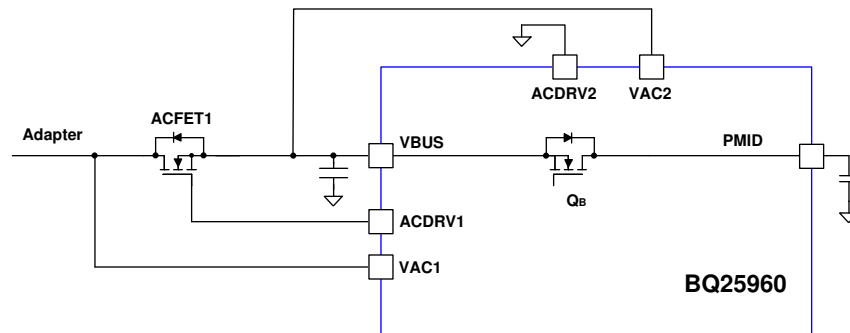 ACDRV2
VAC2
Adapter
ACFET1
VBUS
PMID
QB
ACDRV1
VAC1
BQ25960